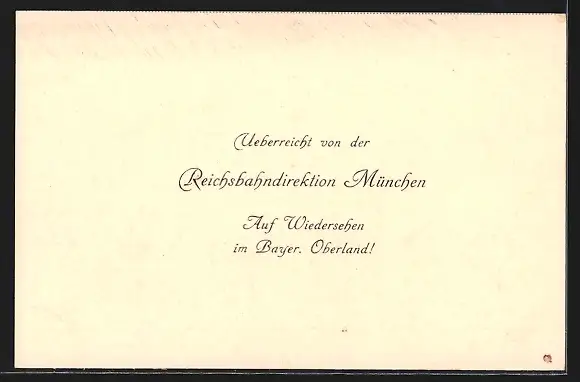 Ueberreicht von der
Reichsbahndirektion München
Auf Wiedersehen
im Bayer. Oberland!